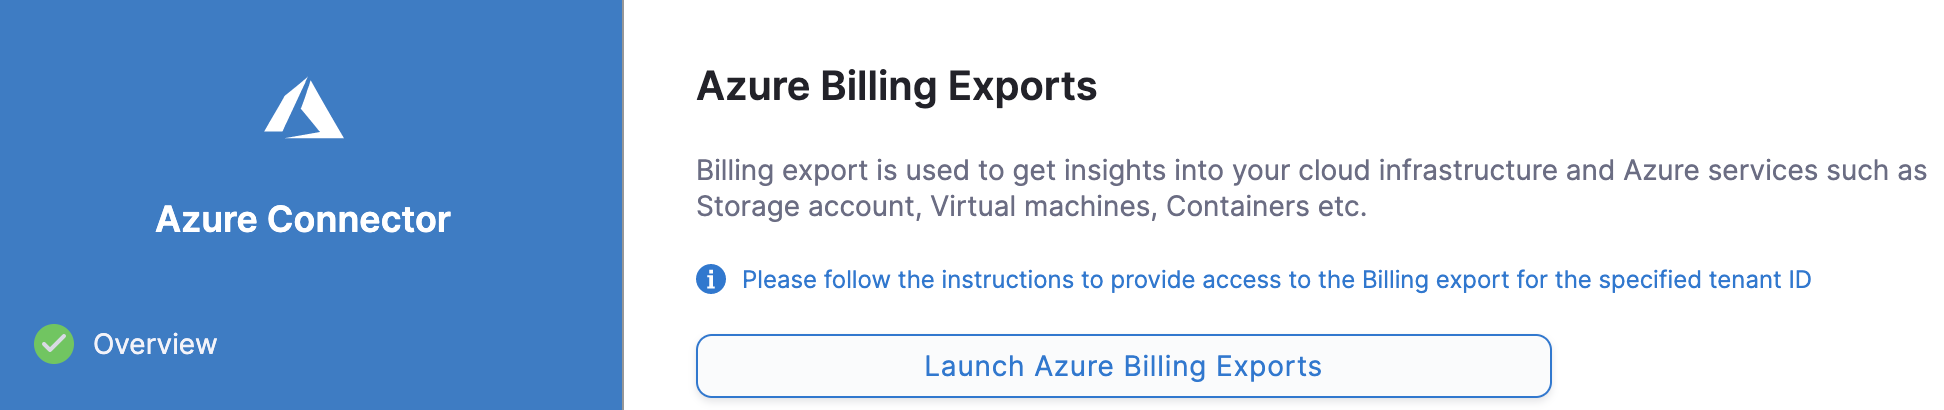 Azure Connector
Overview
Azure Billing Exports
Billing export is used to get insights into your cloud infrastructure and Azure services such as
Storage account, Virtual machines, Containers etc.
Please follow the instructions to provide access to the Billing export for the specified tenant ID
Launch Azure Billing Exports